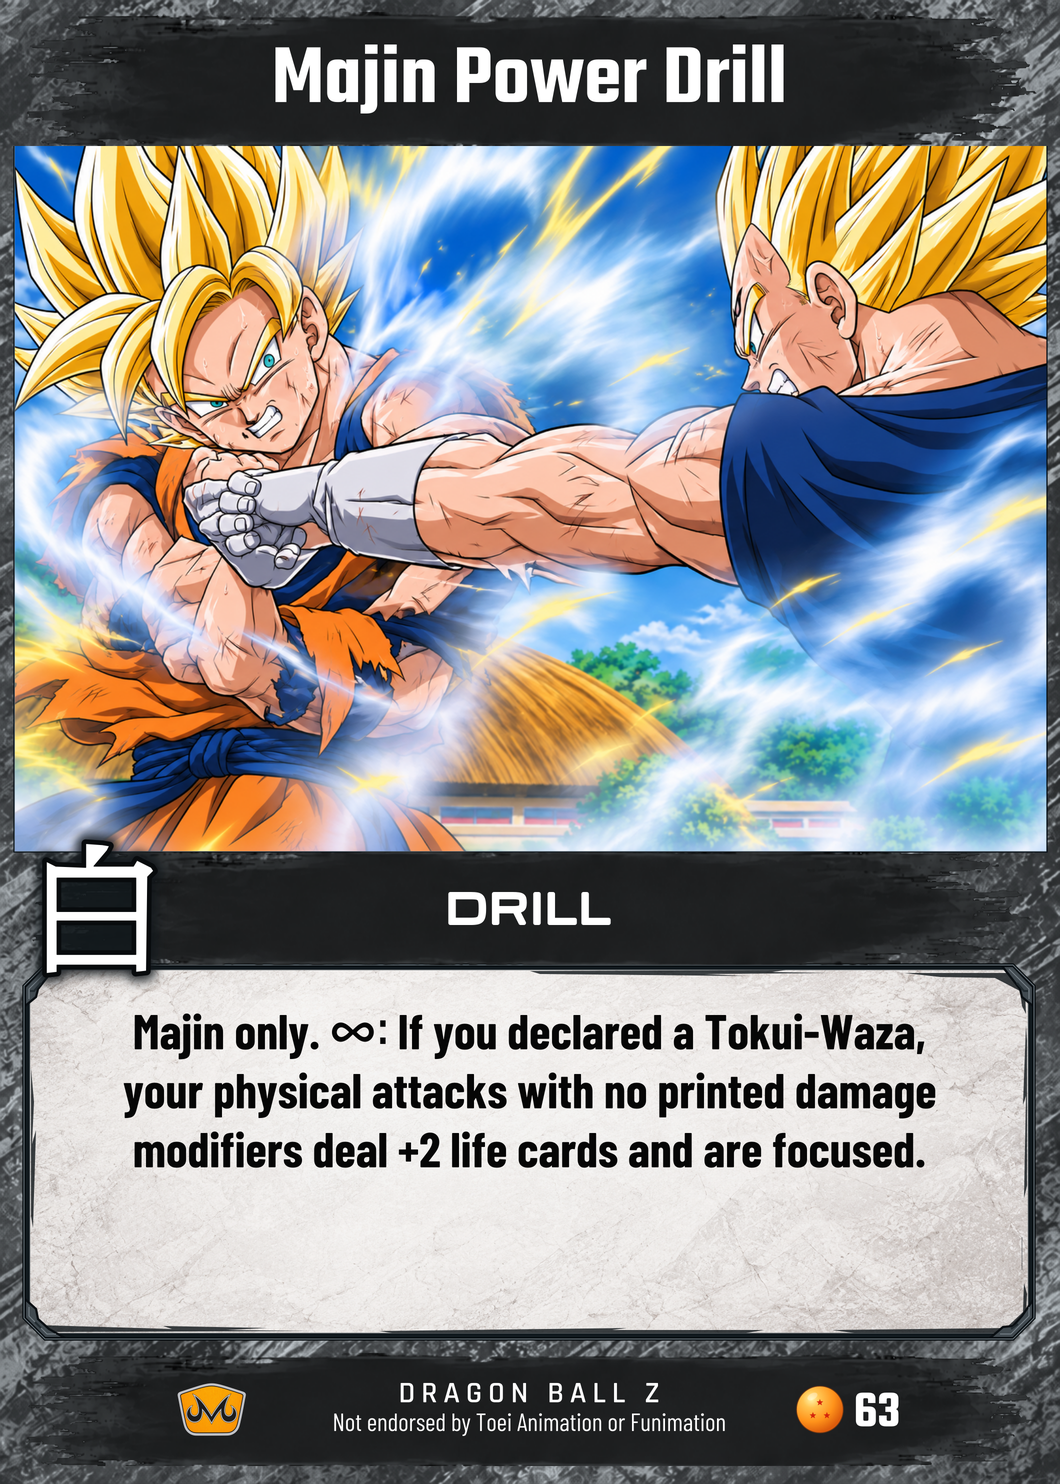 Majin Power Drill
白
DRILL
Majin only. ∞: If you declared a Tokui-Waza,
your physical attacks with no printed damage
modifiers deal +2 life cards and are focused.
DRAGON BALL Z
Not endorsed by Toei Animation or Funimation
63